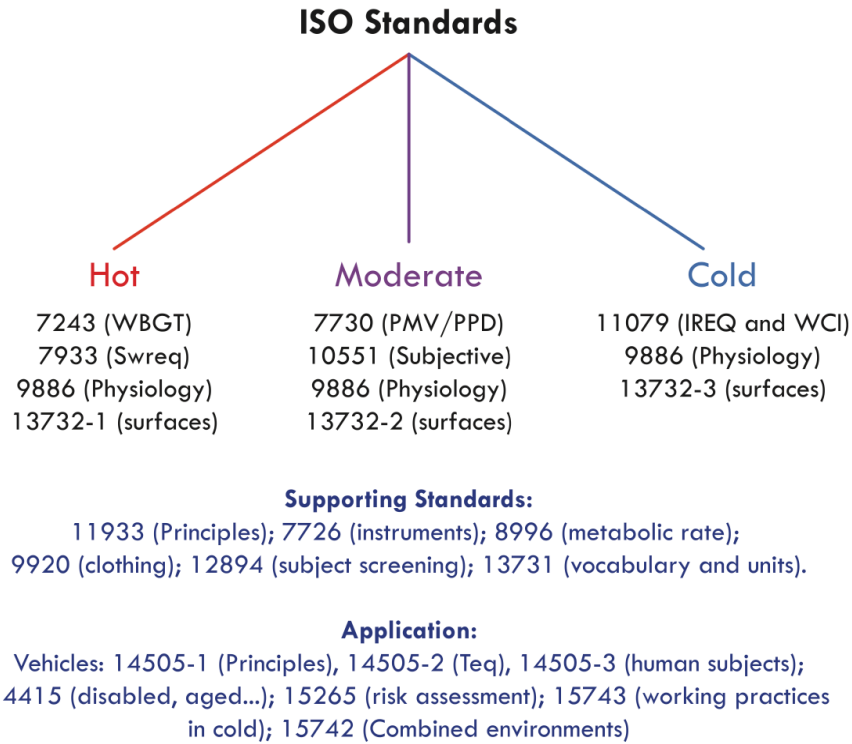 ISO Standards
Hot
Moderate
Cold
7243 (WBGT)
7933 (Swreq)
9886 (Physiology)
13732-1 (surfaces)
7730 (PMV/PPD)
10551 (Subjective)
9886 (Physiology)
13732-2 (surfaces)
11079 (IREQ and WCI)
9886 (Physiology)
13732-3 (surfaces)
Supporting Standards:
11933 (Principles); 7726 (instruments); 8996 (metabolic rate);
9920 (clothing); 12894 (subject screening); 13731 (vocabulary and units).
Application:
Vehicles: 14505-1 (Principles), 14505-2 (Teq), 14505-3 (human subjects);
4415 (disabled, aged...); 15265 (risk assessment); 15743 (working practices
in cold); 15742 (Combined environments)